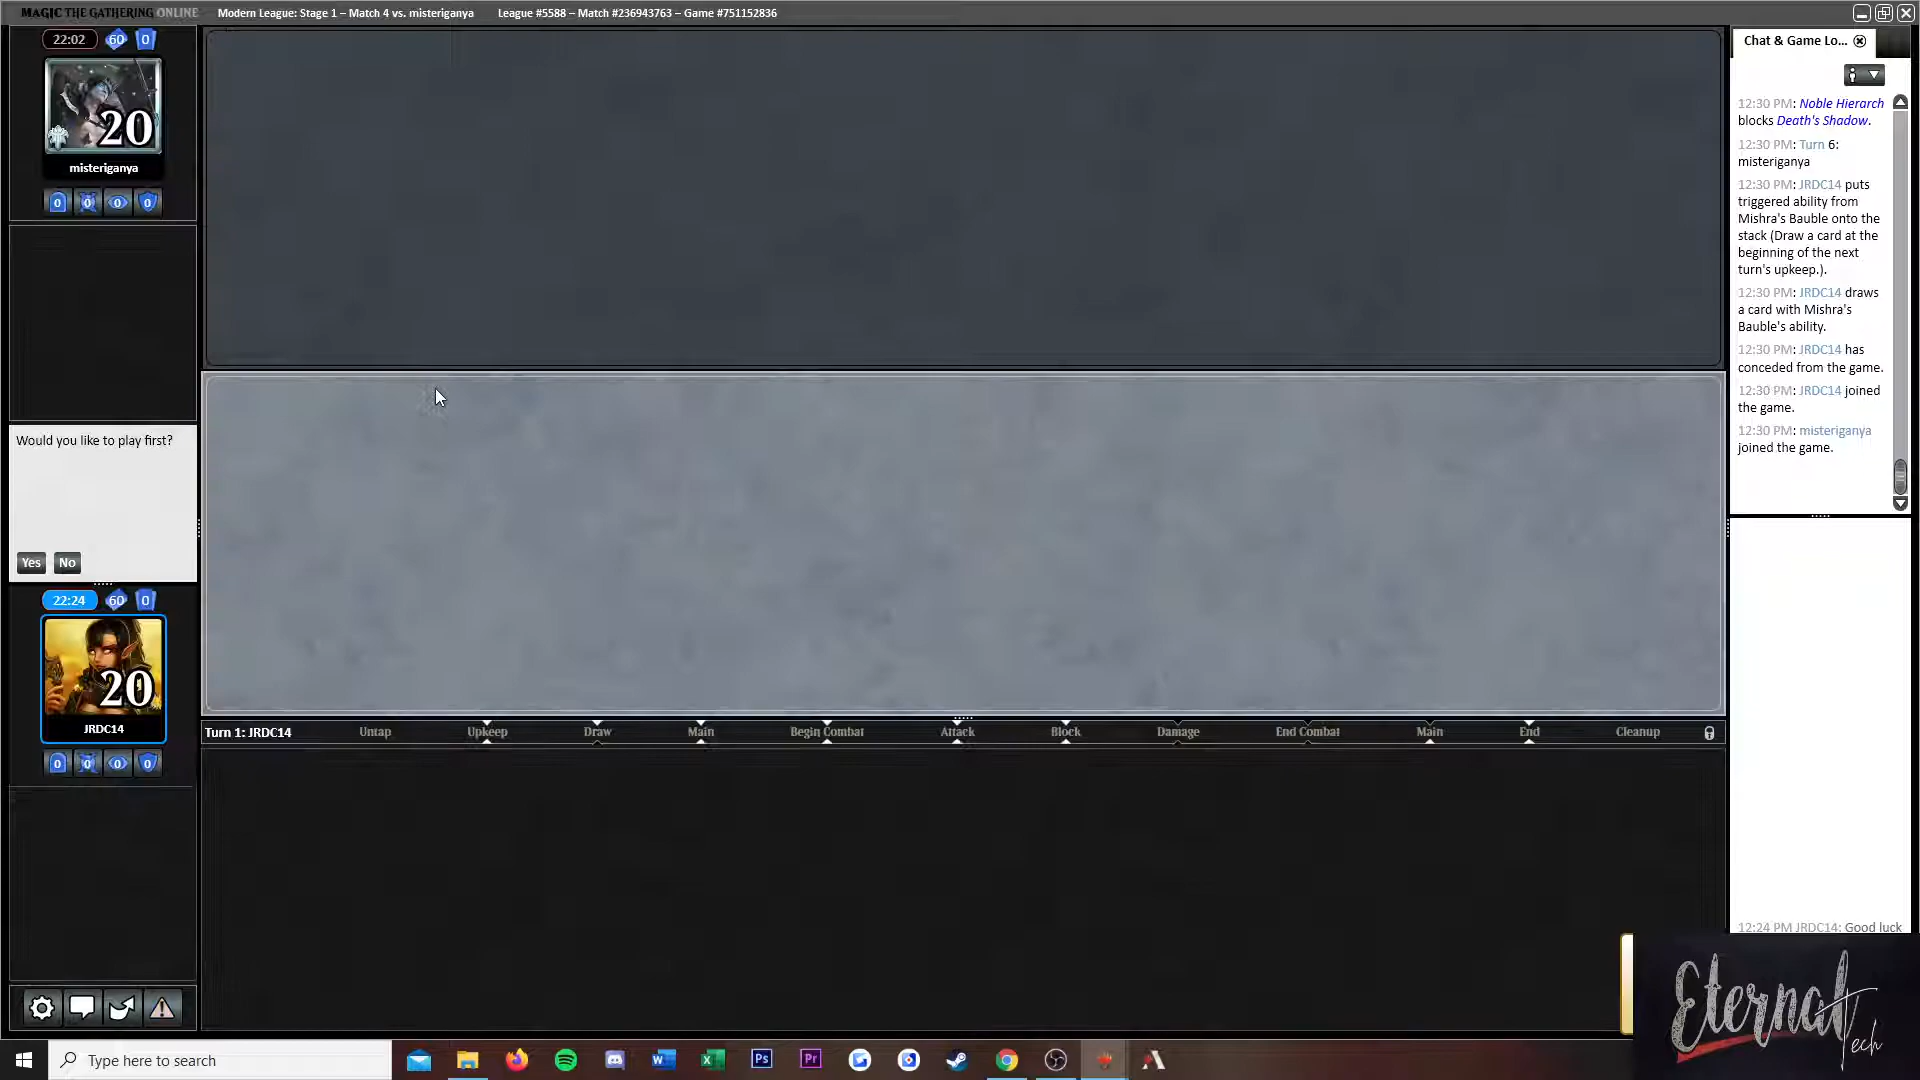 MAGIC THE GATHERING ONLINE
Modern League: Stage 1 – Match 4 vs. misteriganya
League #5588 – Match #236943763 – Game #751152836
22:02 60 0
20
misteriganya
0 0 0 0
Would you like to play first?
Yes No
22:24 60 0
20
JRDC14
0 0 0 0
Turn 1: JRDC14 Untap Upkeep Draw Main Begin Combat Attack Block Damage End Combat Main End Cleanup
Chat & Game Lo...
12:30 PM: Noble Hierarch
blocks Death's Shadow.
12:30 PM: Turn 6:
misteriganya
12:30 PM: JRDC14 puts
triggered ability from
Mishra's Bauble onto the
stack (Draw a card at the
beginning of the next
turn's upkeep.).
12:30 PM: JRDC14 draws
a card with Mishra's
Bauble's ability.
12:30 PM: JRDC14 has
conceded from the game.
12:30 PM: JRDC14 joined
the game.
12:30 PM: misteriganya
joined the game.
12:24 PM JRDC14: Good luck
Eternal
Tech
Type here to search
W
X
Ps
Pr